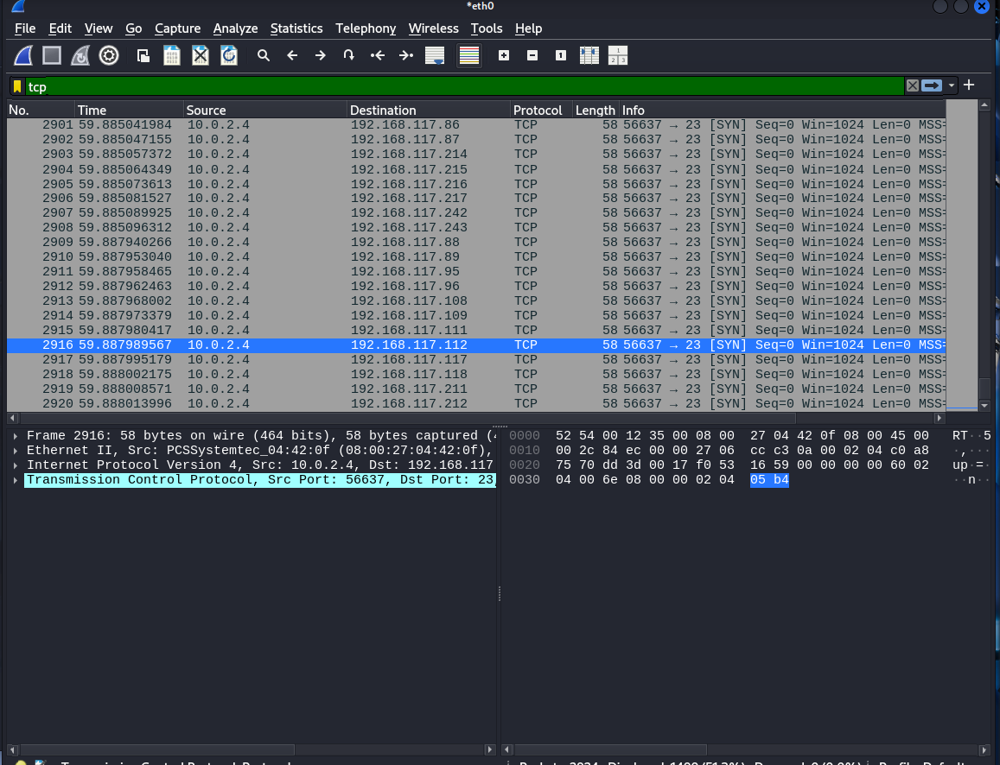 *eth0
File Edit View Go Capture Analyze Statistics Telephony Wireless Tools Help
tcp
No. Time Source Destination Protocol Length Info
2901 59.885041984 10.0.2.4 192.168.117.86 TCP 58 56637 → 23 [SYN] Seq=0 Win=1024 Len=0 MSS=
2902 59.885047155 10.0.2.4 192.168.117.87 TCP 58 56637 → 23 [SYN] Seq=0 Win=1024 Len=0 MSS=
2903 59.885057372 10.0.2.4 192.168.117.214 TCP 58 56637 → 23 [SYN] Seq=0 Win=1024 Len=0 MSS=
2904 59.885064349 10.0.2.4 192.168.117.215 TCP 58 56637 → 23 [SYN] Seq=0 Win=1024 Len=0 MSS=
2905 59.885073613 10.0.2.4 192.168.117.216 TCP 58 56637 → 23 [SYN] Seq=0 Win=1024 Len=0 MSS=
2906 59.885081527 10.0.2.4 192.168.117.217 TCP 58 56637 → 23 [SYN] Seq=0 Win=1024 Len=0 MSS=
2907 59.885089925 10.0.2.4 192.168.117.242 TCP 58 56637 → 23 [SYN] Seq=0 Win=1024 Len=0 MSS=
2908 59.885096312 10.0.2.4 192.168.117.243 TCP 58 56637 → 23 [SYN] Seq=0 Win=1024 Len=0 MSS=
2909 59.887940266 10.0.2.4 192.168.117.88 TCP 58 56637 → 23 [SYN] Seq=0 Win=1024 Len=0 MSS=
2910 59.887953040 10.0.2.4 192.168.117.89 TCP 58 56637 → 23 [SYN] Seq=0 Win=1024 Len=0 MSS=
2911 59.887958465 10.0.2.4 192.168.117.95 TCP 58 56637 → 23 [SYN] Seq=0 Win=1024 Len=0 MSS=
2912 59.887962463 10.0.2.4 192.168.117.96 TCP 58 56637 → 23 [SYN] Seq=0 Win=1024 Len=0 MSS=
2913 59.887968002 10.0.2.4 192.168.117.108 TCP 58 56637 → 23 [SYN] Seq=0 Win=1024 Len=0 MSS=
2914 59.887973379 10.0.2.4 192.168.117.109 TCP 58 56637 → 23 [SYN] Seq=0 Win=1024 Len=0 MSS=
2915 59.887980417 10.0.2.4 192.168.117.111 TCP 58 56637 → 23 [SYN] Seq=0 Win=1024 Len=0 MSS=
2916 59.887989567 10.0.2.4 192.168.117.112 TCP 58 56637 → 23 [SYN] Seq=0 Win=1024 Len=0 MSS=
2917 59.887995179 10.0.2.4 192.168.117.117 TCP 58 56637 → 23 [SYN] Seq=0 Win=1024 Len=0 MSS=
2918 59.888002175 10.0.2.4 192.168.117.118 TCP 58 56637 → 23 [SYN] Seq=0 Win=1024 Len=0 MSS=
2919 59.888008571 10.0.2.4 192.168.117.211 TCP 58 56637 → 23 [SYN] Seq=0 Win=1024 Len=0 MSS=
2920 59.888013996 10.0.2.4 192.168.117.212 TCP 58 56637 → 23 [SYN] Seq=0 Win=1024 Len=0 MSS=
Frame 2916: 58 bytes on wire (464 bits), 58 bytes captured (4
Ethernet II, Src: PCSSystemtec_04:42:0f (08:00:27:04:42:0f),
Internet Protocol Version 4, Src: 10.0.2.4, Dst: 192.168.117
Transmission Control Protocol, Src Port: 56637, Dst Port: 23,
0000 52 54 00 12 35 00 08 00 27 04 42 0f 08 00 45 00 RT··5
0010 00 2c 84 ec 00 00 27 06 cc c3 0a 00 02 04 c0 a8 ·,···
0020 75 70 dd 3d 00 17 f0 53 16 59 00 00 00 00 60 02 up·=·
0030 04 00 6e 08 00 00 02 04 05 b4 ··n··